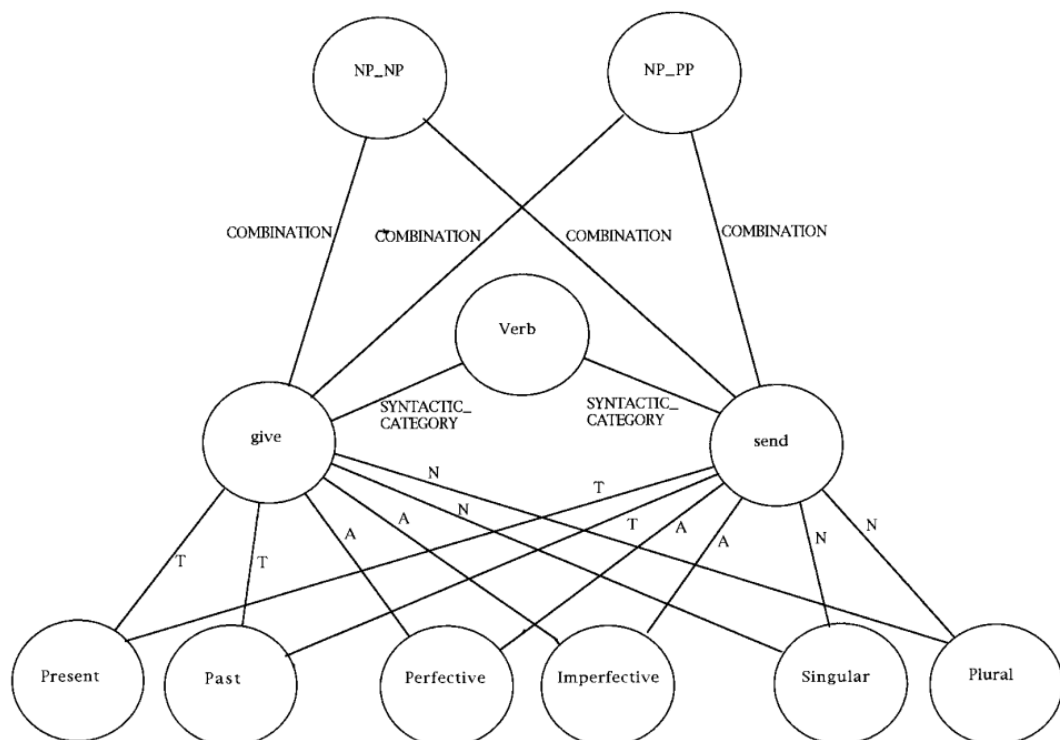 NP_NP
NP_PP
COMBINATION
COMBINATION
COMBINATION
COMBINATION
Verb
SYNTACTIC_
CATEGORY
SYNTACTIC_
CATEGORY
give
send
N
T
A
N
T
A
N
N
T
T
A
A
Present
Past
Perfective
Imperfective
Singular
Plural